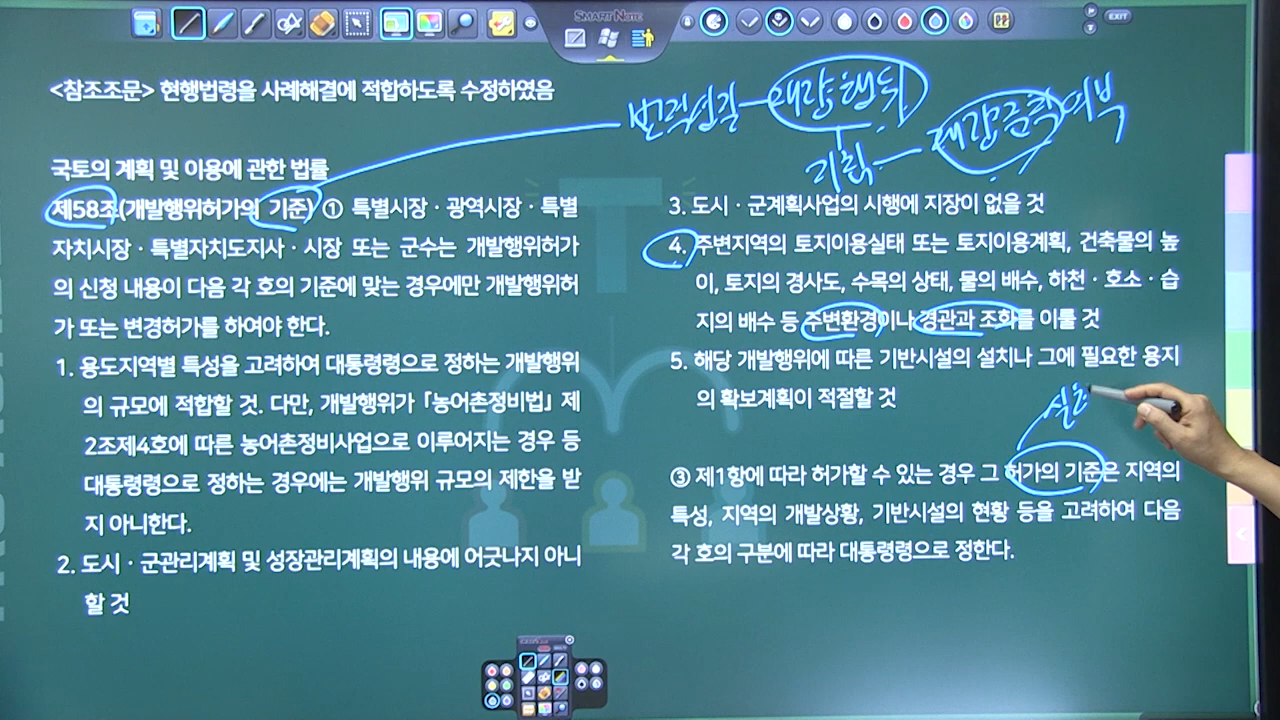 SMART NOTE
EXIT
<참조조문> 현행법령을 사례해결에 적합하도록 수정하였음
법적성질 — 재량행위
기속 — 재량권 여부
국토의 계획 및 이용에 관한 법률
제58조(개발행위허가의 기준) ① 특별시장 · 광역시장 · 특별
자치시장 · 특별자치도지사 · 시장 또는 군수는 개발행위허가
의 신청 내용이 다음 각 호의 기준에 맞는 경우에만 개발행위허
가 또는 변경허가를 하여야 한다.
1. 용도지역별 특성을 고려하여 대통령령으로 정하는 개발행위
의 규모에 적합할 것. 다만, 개발행위가 「농어촌정비법」 제
2조제4호에 따른 농어촌정비사업으로 이루어지는 경우 등
대통령령으로 정하는 경우에는 개발행위 규모의 제한을 받
지 아니한다.
2. 도시 · 군관리계획 및 성장관리계획의 내용에 어긋나지 아니
할 것
3. 도시 · 군계획사업의 시행에 지장이 없을 것
4. 주변지역의 토지이용실태 또는 토지이용계획, 건축물의 높
이, 토지의 경사도, 수목의 상태, 물의 배수, 하천 · 호소 · 습
지의 배수 등 주변환경이나 경관과 조화를 이룰 것
5. 해당 개발행위에 따른 기반시설의 설치나 그에 필요한 용지
의 확보계획이 적절할 것
③ 제1항에 따라 허가할 수 있는 경우 그 허가의 기준은 지역의
특성, 지역의 개발상황, 기반시설의 현황 등을 고려하여 다음
각 호의 구분에 따라 대통령령으로 정한다.